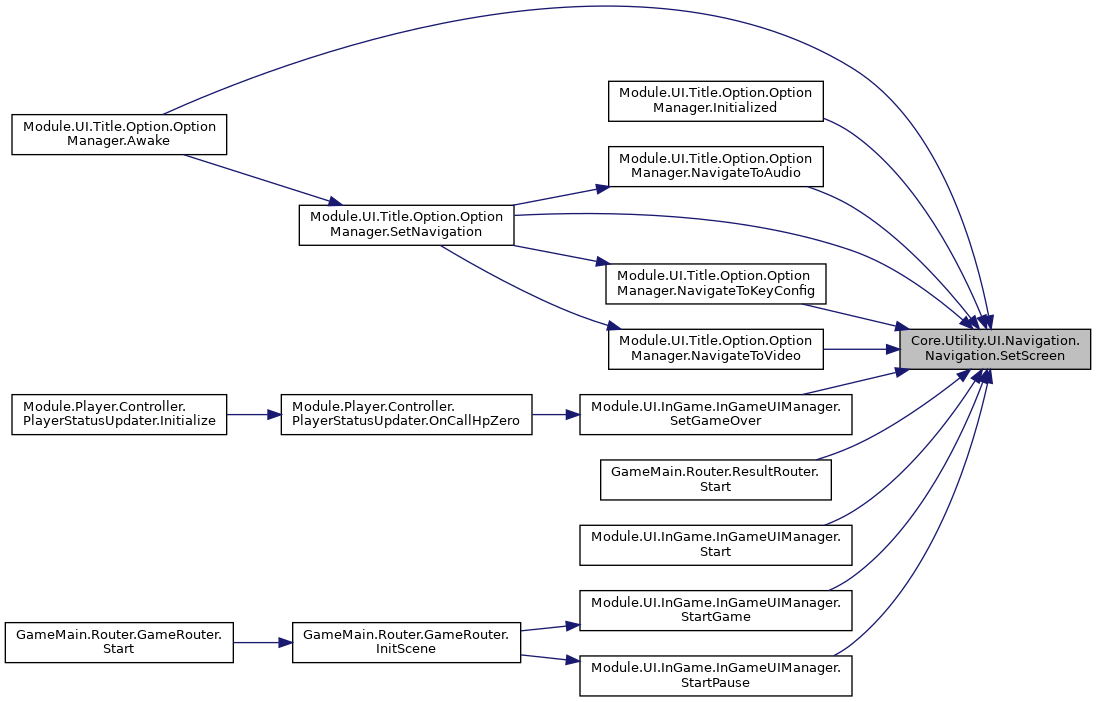 Module.UI.Title.Option.Option
Manager.Initialized
Module.UI.Title.Option.Option
Manager.Awake
Module.UI.Title.Option.Option
Manager.NavigateToAudio
Module.UI.Title.Option.Option
Manager.SetNavigation
Module.UI.Title.Option.Option
Manager.NavigateToKeyConfig
Core.Utility.UI.Navigation.
Navigation.SetScreen
Module.UI.Title.Option.Option
Manager.NavigateToVideo
Module.Player.Controller.
PlayerStatusUpdater.Initialize
Module.Player.Controller.
PlayerStatusUpdater.OnCallHpZero
Module.UI.InGame.InGameUIManager.
SetGameOver
GameMain.Router.ResultRouter.
Start
Module.UI.InGame.InGameUIManager.
Start
Module.UI.InGame.InGameUIManager.
StartGame
GameMain.Router.GameRouter.
Start
GameMain.Router.GameRouter.
InitScene
Module.UI.InGame.InGameUIManager.
StartPause